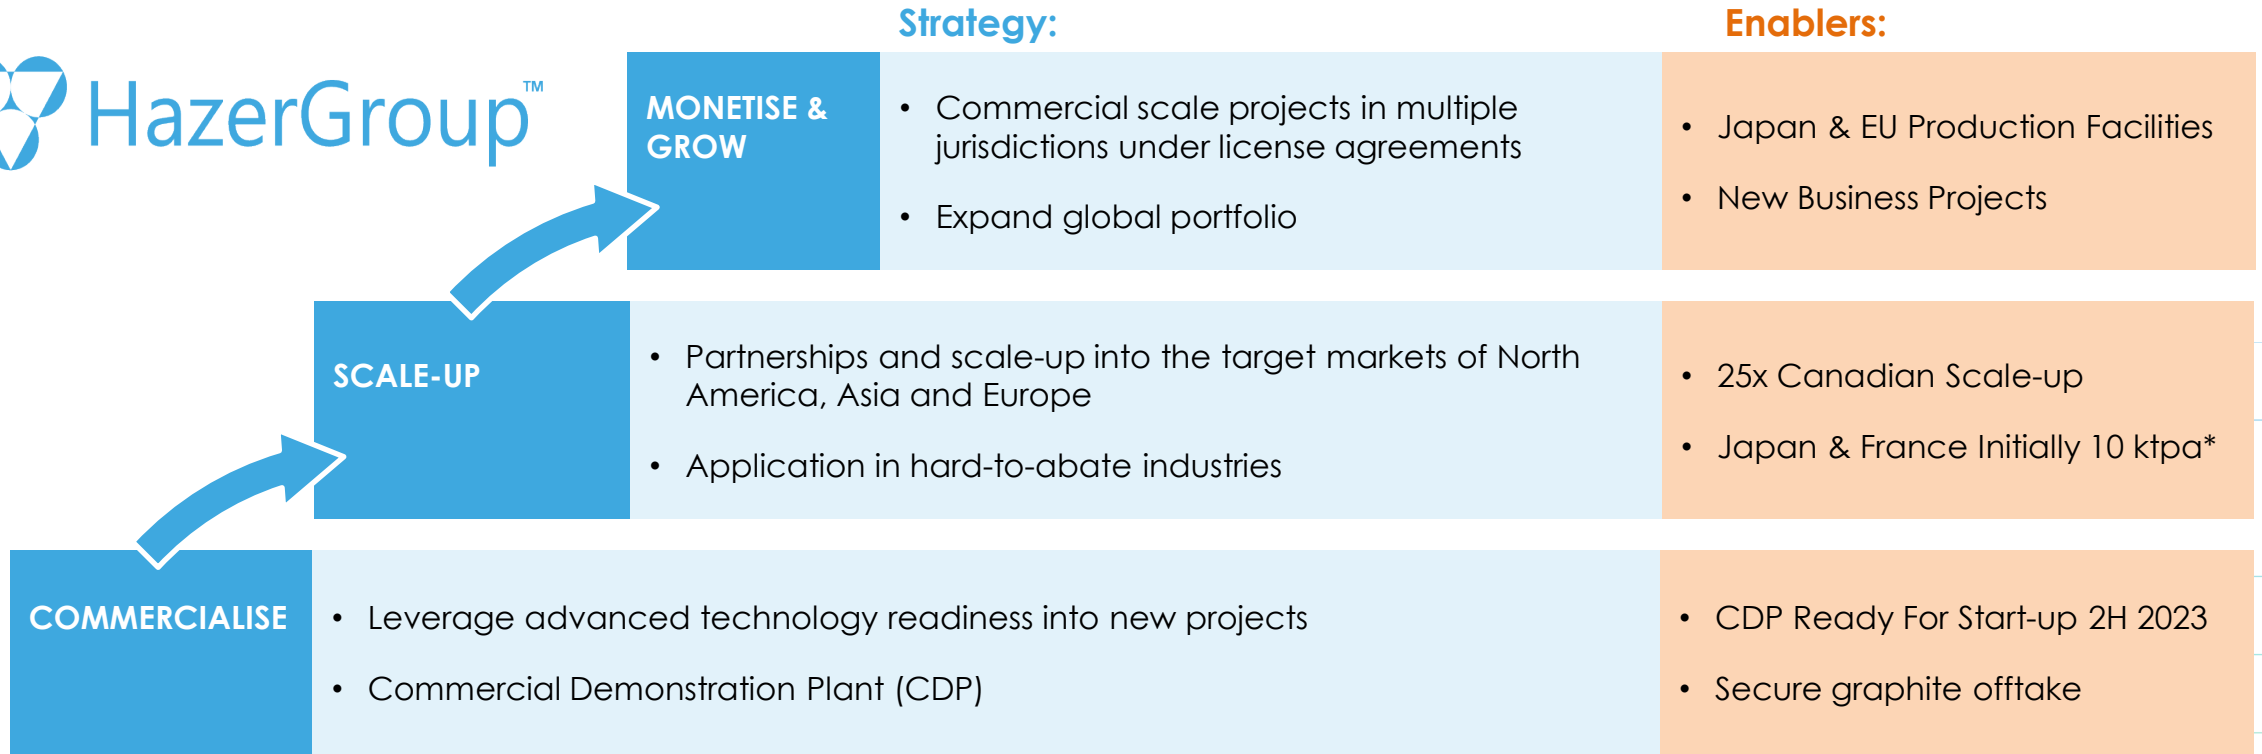 Strategy:
Enablers:
HazerGroup™
MONETISE &
GROW
• Commercial scale projects in multiple
jurisdictions under license agreements
• Expand global portfolio
• Japan & EU Production Facilities
• New Business Projects
SCALE-UP
• Partnerships and scale-up into the target markets of North
America, Asia and Europe
• Application in hard-to-abate industries
• 25x Canadian Scale-up
• Japan & France Initially 10 ktpa*
COMMERCIALISE
• Leverage advanced technology readiness into new projects
• Commercial Demonstration Plant (CDP)
• CDP Ready For Start-up 2H 2023
• Secure graphite offtake